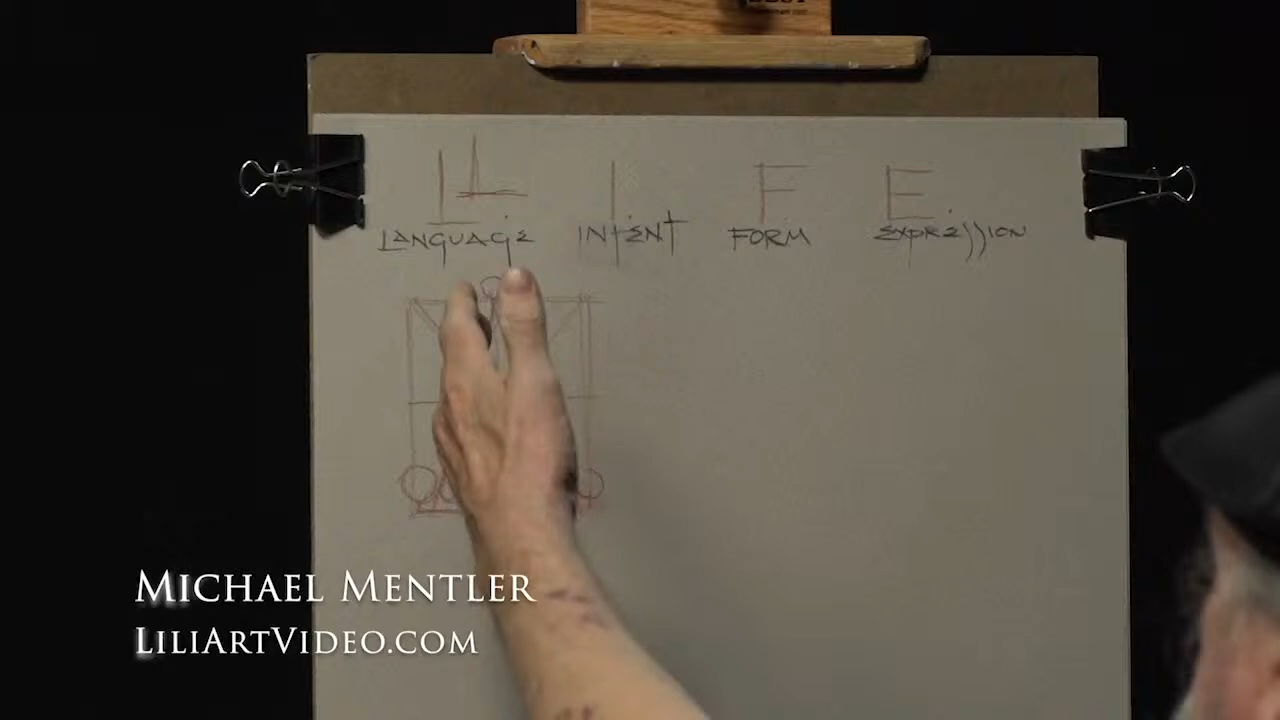 L I F E
LANGUAGE INTENT FORM EXPRESSION
MICHAEL MENTLER
LILIARTVIDEO.COM